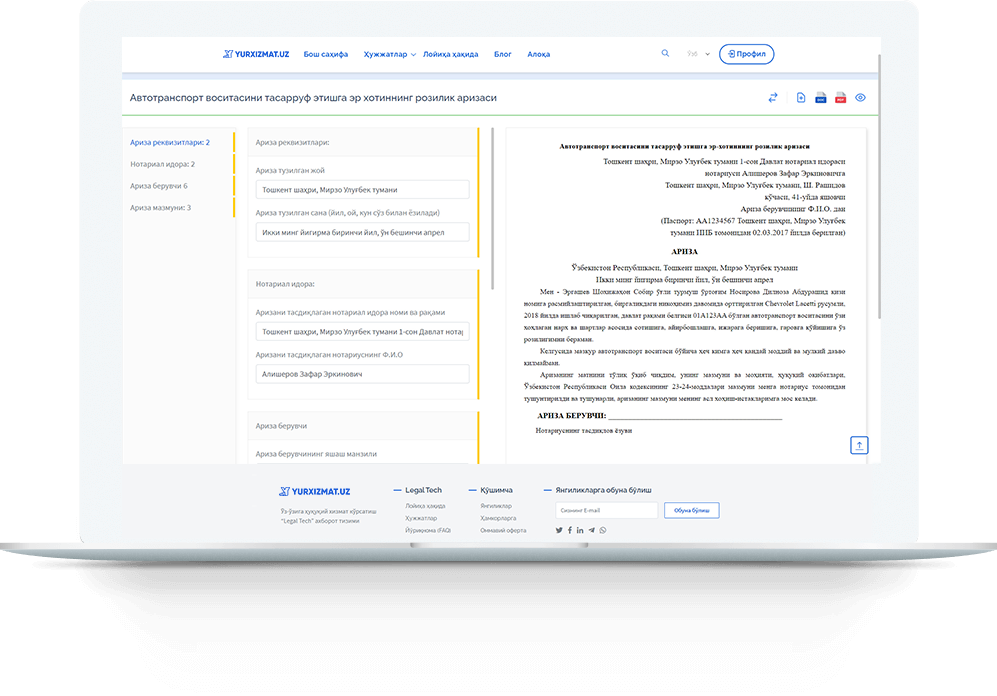 YURXIZMAT.UZ Бош саҳифа Ҳужжатлар Лойиҳа ҳақида Блог Алоқа Ўзб Профил
Автотранспорт воситасини тасарруф этишга эр хотиннинг розилик аризаси
DOC PDF
Ариза реквизитлари: 2
Нотариал идора: 2
Ариза берувчи 6
Ариза мазмуни: 3
Ариза реквизитлари:
Ариза тузилган жой
Тошкент шаҳри, Мирзо Улуғбек тумани
Ариза тузилган сана (йил, ой, кун сўз билан ёзилади)
Икки минг йигирма биринчи йил, ўн бешинчи апрел
Нотариал идора:
Аризани тасдиқлаган нотариал идора номи ва рақами
Тошкент шаҳри, Мирзо Улуғбек тумани 1-сон Давлат нотар
Аризани тасдиқлаган нотариуснинг Ф.И.О
Алишеров Зафар Эркинович
Ариза берувчи
Ариза берувчининг яшаш манзили
Автотранспорт воситасини тасарруф этишга эр-хотиннинг розилик аризаси
Тошкент шаҳри, Мирзо Улуғбек тумани 1-сон Давлат нотариал идораси
нотариуси Алишеров Зафар Эркиновичга
Тошкент шаҳри, Мирзо Улуғбек тумани, Ш. Рашидов
кўчаси, 41-уйда яшовчи
Ариза берувчининг Ф.И.О. дан
(Паспорт: АА1234567 Тошкент шаҳри, Мирзо Улуғбек
тумани ИИБ томонидан 02.03.2017 йилда берилган)
АРИЗА
Ўзбекистон Республикаси, Тошкент шаҳри, Мирзо Улуғбек тумани
Икки минг йигирма биринчи йил, ўн бешинчи апрел
Мен - Эргашев Шохижаҳон Собир ўғли турмуш ўртоғим Носирова Дилноза Абдурашид қизи
номига расмийлаштирилган, биргаликдаги никоҳимиз давомида орттирилган Chevrolet Lacetti русумли,
2018 йилда ишлаб чиқарилган, давлат рақами белгиси 01A123AA бўлган автотранспорт воситасини ўзи
хоҳлаган нарх ва шартлар асосида сотишига, айирбошлашга, ижарага беришига, гаровга қўйишига ўз
розилигимни бераман.
Келгусида мазкур автотранспорт воситаси бўйича ҳеч кимга ҳеч қандай моддий ва мулкий даъво
қилмайман.
Аризанинг матнини тўлиқ ўқиб чиқдим, унинг мазмуни ва моҳияти, ҳуқуқий оқибатлари,
Ўзбекистон Республикаси Оила кодексининг 23-24-моддалари мазмуни менга нотариус томонидан
тушунтирилди ва тушунарли, аризанинг мазмуни менинг асл хоҳиш-истакларимга мос келади.
АРИЗА БЕРУВЧИ:
Нотариуснинг тасдиқлов ёзуви
YURXIZMAT.UZ
Ўз-ўзига ҳуқуқий хизмат кўрсатиш
"Legal Tech" ахборот тизими
Legal Tech
Лойиҳа ҳақида
Ҳужжатлар
Йўриқнома (FAQ)
Қўшимча
Янгиликлар
Ҳамкорларга
Оммавий оферта
Янгиликларга обуна бўлиш
Сизнинг E-mail
Обуна бўлиш